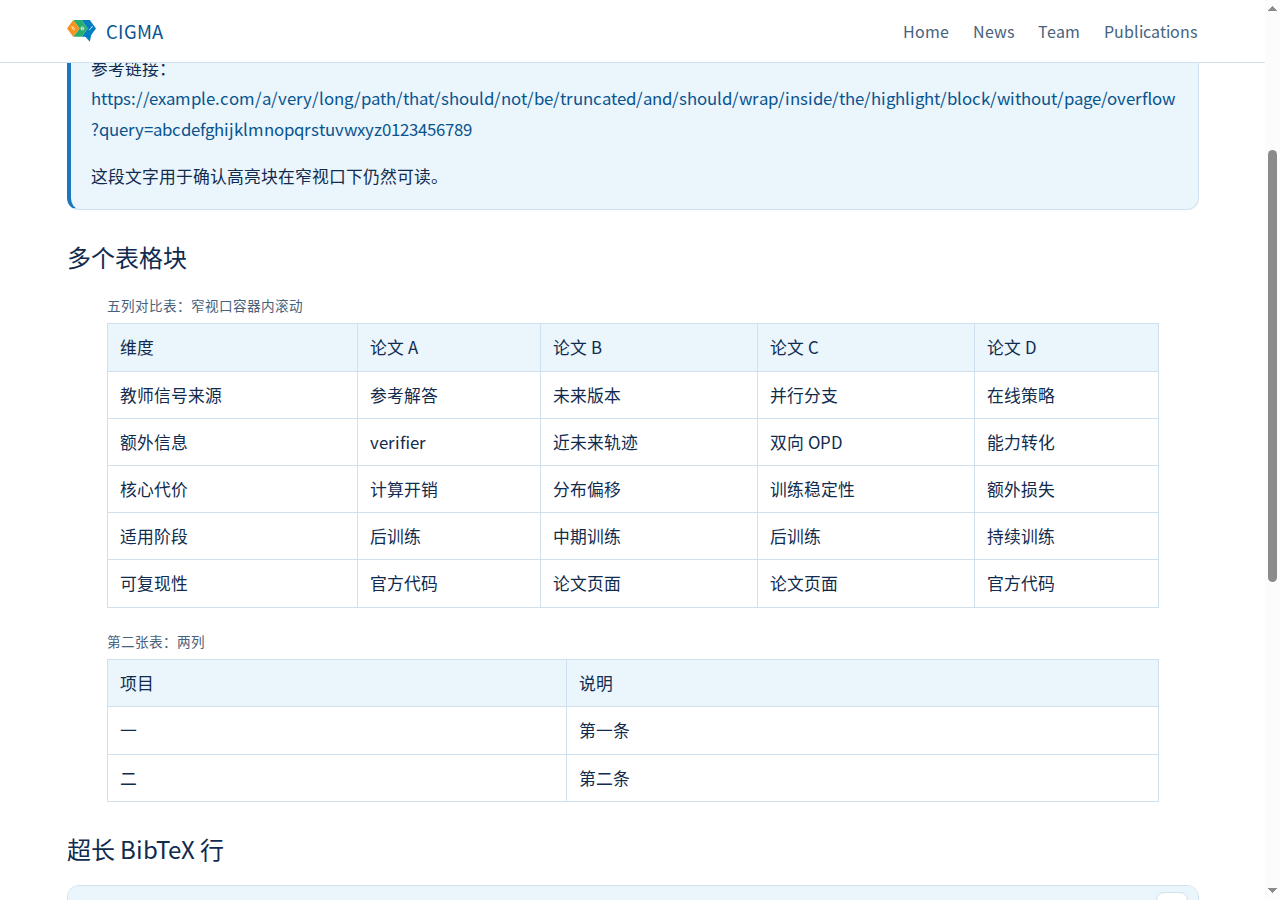 CIGMA
Home News Team Publications
参考链接：
https://example.com/a/very/long/path/that/should/not/be/truncated/and/should/wrap/inside/the/highlight/block/without/page/overflow
?query=abcdefghijklmnopqrstuvwxyz0123456789
这段文字用于确认高亮块在窄视口下仍然可读。
多个表格块
五列对比表：窄视口容器内滚动
维度 论文 A 论文 B 论文 C 论文 D
教师信号来源 参考解答 未来版本 并行分支 在线策略
额外信息 verifier 近未来轨迹 双向 OPD 能力转化
核心代价 计算开销 分布偏移 训练稳定性 额外损失
适用阶段 后训练 中期训练 后训练 持续训练
可复现性 官方代码 论文页面 论文页面 官方代码
第二张表：两列
项目 说明
一 第一条
二 第二条
超长 BibTeX 行